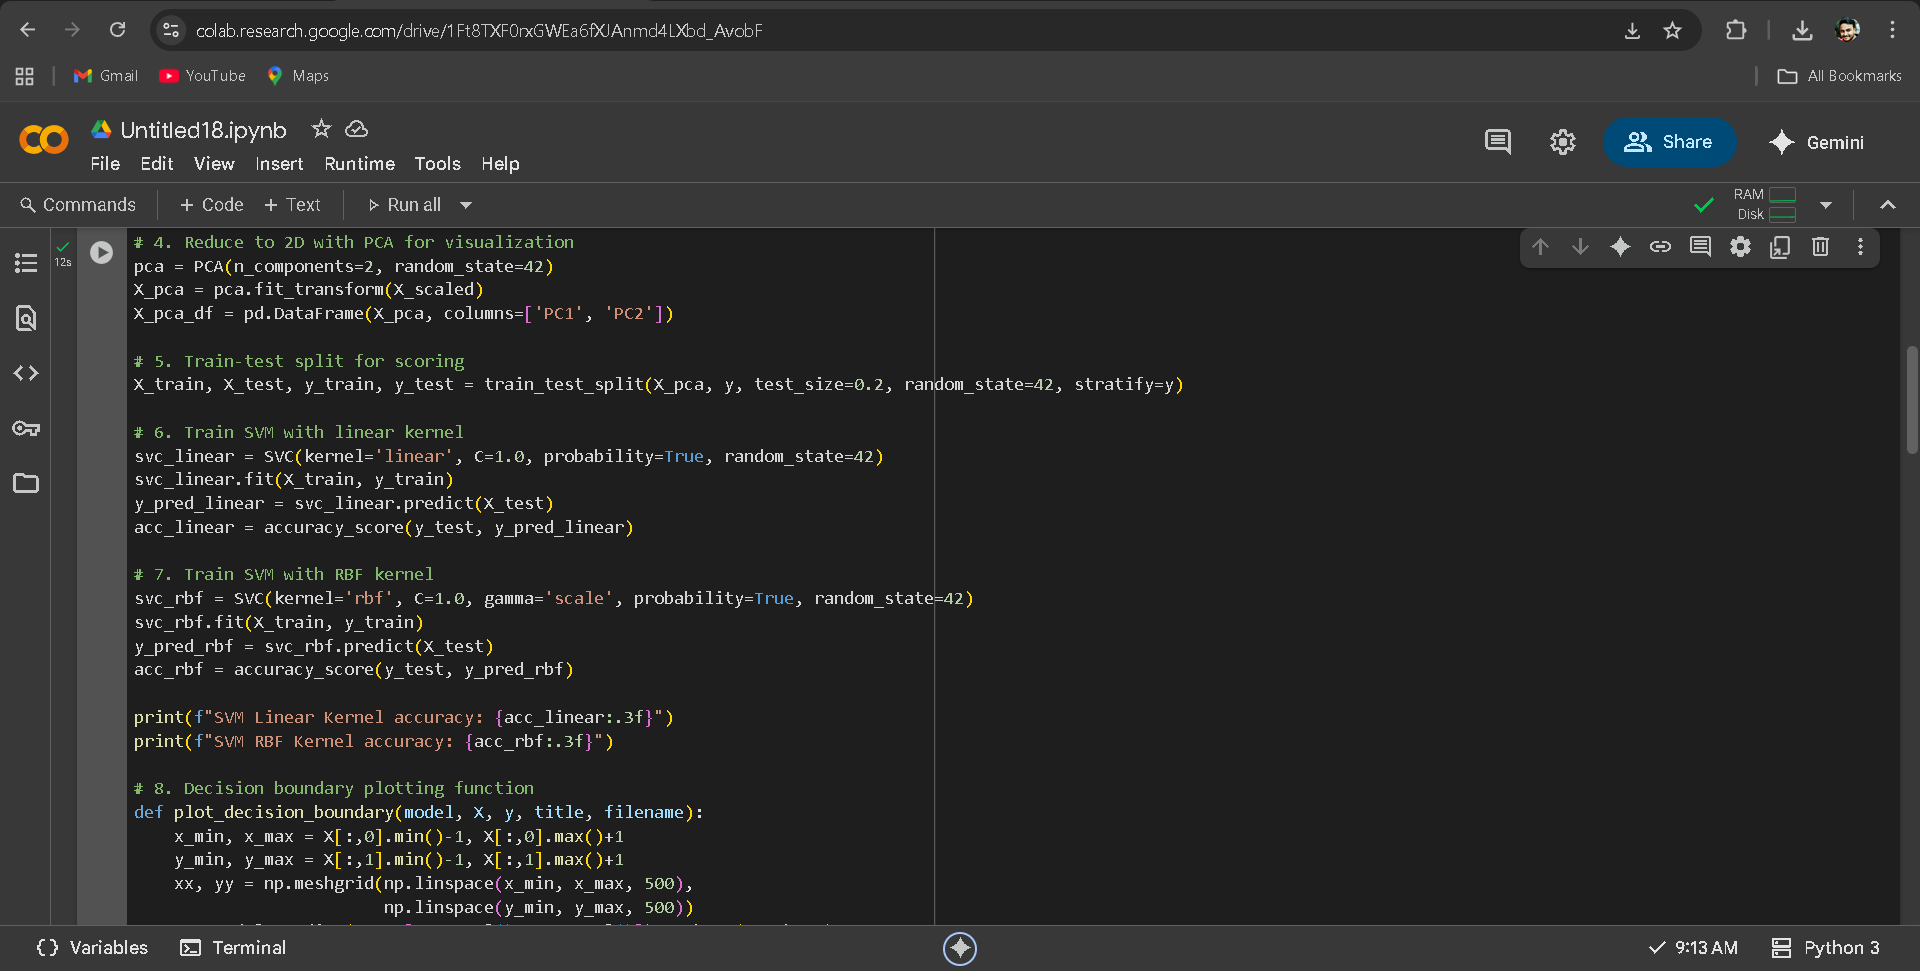 colab.research.google.com/drive/1Ft8TXF0rxGWEa6fXJAnmd4LXbd_AvobF
Gmail YouTube Maps All Bookmarks
Untitled18.ipynb
File Edit View Insert Runtime Tools Help
Share Gemini
Commands + Code + Text Run all
RAM
Disk
12s
# 4. Reduce to 2D with PCA for visualization
pca = PCA(n_components=2, random_state=42)
X_pca = pca.fit_transform(X_scaled)
X_pca_df = pd.DataFrame(X_pca, columns=['PC1', 'PC2'])
# 5. Train-test split for scoring
X_train, X_test, y_train, y_test = train_test_split(X_pca, y, test_size=0.2, random_state=42, stratify=y)
# 6. Train SVM with linear kernel
svc_linear = SVC(kernel='linear', C=1.0, probability=True, random_state=42)
svc_linear.fit(X_train, y_train)
y_pred_linear = svc_linear.predict(X_test)
acc_linear = accuracy_score(y_test, y_pred_linear)
# 7. Train SVM with RBF kernel
svc_rbf = SVC(kernel='rbf', C=1.0, gamma='scale', probability=True, random_state=42)
svc_rbf.fit(X_train, y_train)
y_pred_rbf = svc_rbf.predict(X_test)
acc_rbf = accuracy_score(y_test, y_pred_rbf)
print(f"SVM Linear Kernel accuracy: {acc_linear:.3f}")
print(f"SVM RBF Kernel accuracy: {acc_rbf:.3f}")
# 8. Decision boundary plotting function
def plot_decision_boundary(model, X, y, title, filename):
    x_min, x_max = X[:,0].min()-1, X[:,0].max()+1
    y_min, y_max = X[:,1].min()-1, X[:,1].max()+1
    xx, yy = np.meshgrid(np.linspace(x_min, x_max, 500),
                         np.linspace(y_min, y_max, 500))
Variables Terminal 9:13 AM Python 3